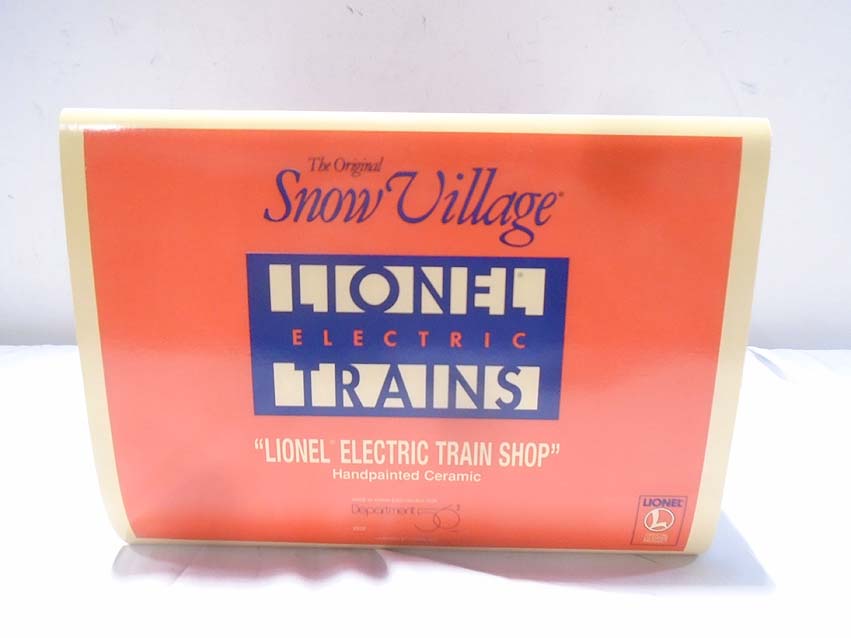 The Original
Snow Village®
LIONEL®
ELECTRIC
TRAINS
“LIONEL® ELECTRIC TRAIN SHOP”
Handpainted Ceramic
Department 56®
LIONEL